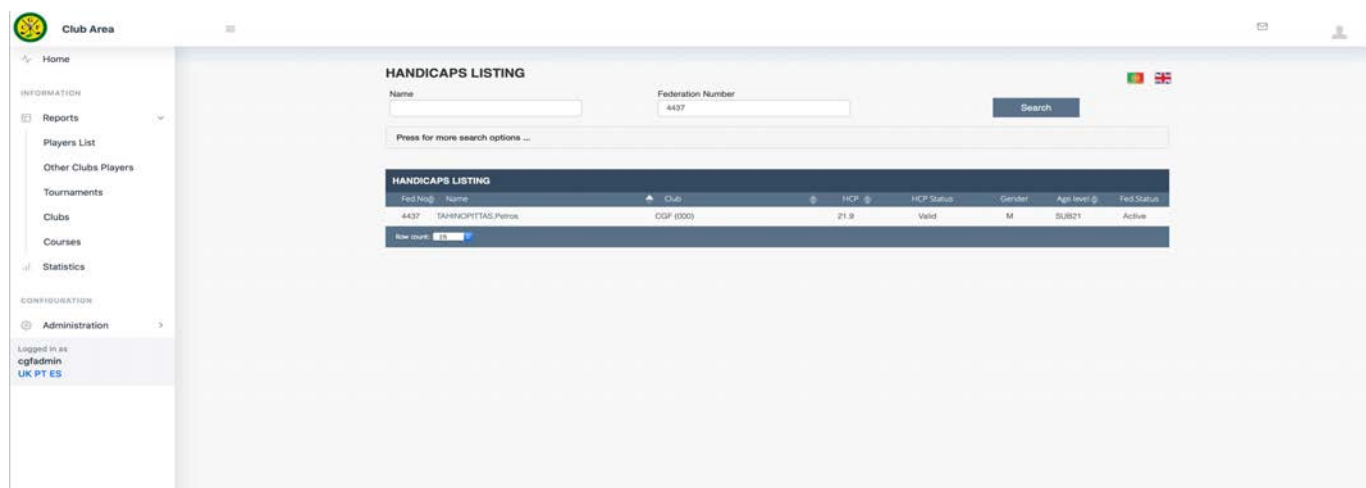 Club Area
Home
INFORMATION
Reports
Players List
Other Clubs Players
Tournaments
Clubs
Courses
Statistics
CONFIGURATION
Administration
Logged in as
cgfadmin
UK PT ES
HANDICAPS LISTING
Name Federation Number
4437 Search
Press for more search options ...
HANDICAPS LISTING
Fed.No Name Club HCP HCP Status Gender Age level Fed.Status
4437 TAHINOPITTAS,Petros CGF (000) 21.9 Valid M SUB21 Active
Row count: 15